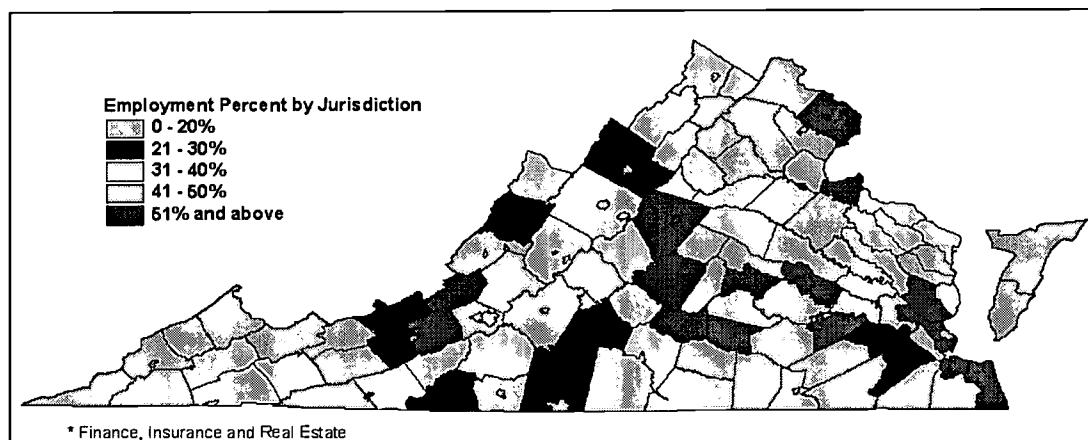 Employment Percent by Jurisdiction
0 - 20%
21 - 30%
31 - 40%
41 - 50%
51% and above
* Finance, Insurance and Real Estate